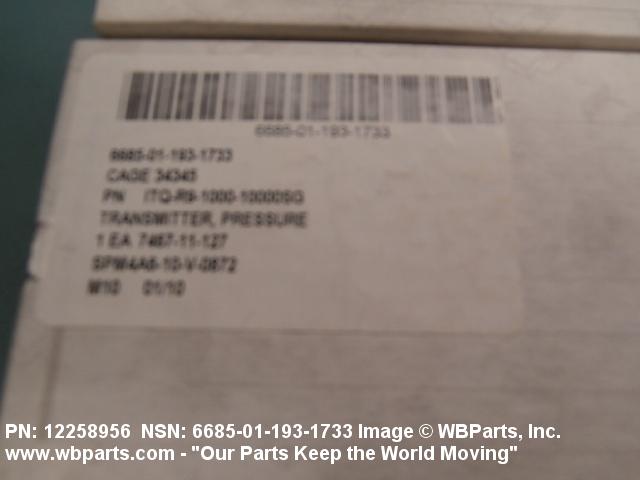 6685-01-193-1733
6685-01-193-1733
CAGE 34345
PN ITQ-R9-1000-10000SG
TRANSMITTER, PRESSURE
1 EA 7467-11-127
SPM4A6-10-V-0872
M10 01/10
PN: 12258956 NSN: 6685-01-193-1733 Image © WBParts, Inc.
www.wbparts.com - "Our Parts Keep the World Moving"